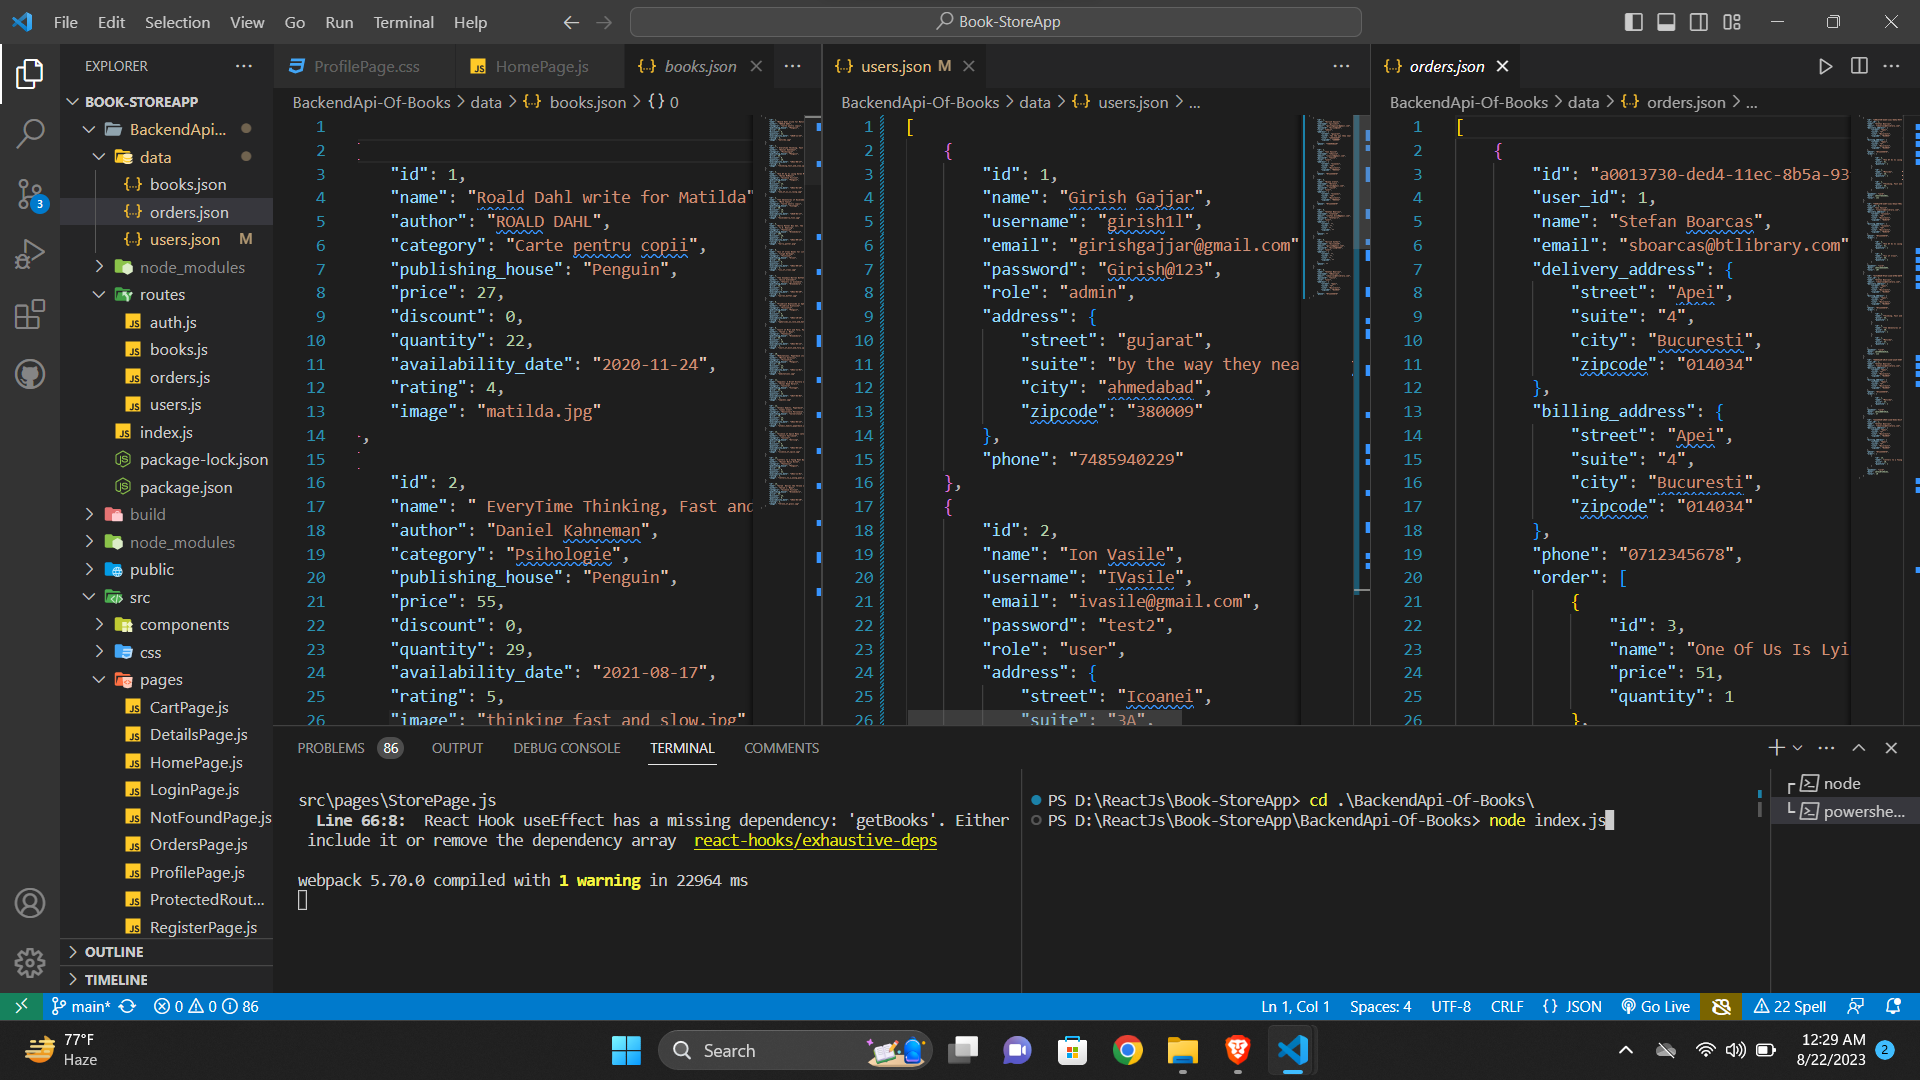 File Edit Selection View Go Run Terminal Help
Book-StoreApp
EXPLORER
BOOK-STOREAPP
BackendApi...
data
books.json
orders.json
users.json M
node_modules
routes
auth.js
books.js
orders.js
users.js
index.js
package-lock.json
package.json
build
node_modules
public
src
components
css
pages
CartPage.js
DetailsPage.js
HomePage.js
LoginPage.js
NotFoundPage.js
OrdersPage.js
ProfilePage.js
ProtectedRout...
RegisterPage.js
OUTLINE
TIMELINE
3
ProfilePage.css
HomePage.js
books.json
BackendApi-Of-Books > data > {··} books.json > {} 0
1
2
3 "id": 1,
4 "name": "Roald Dahl write for Matilda"
5 "author": "ROALD DAHL",
6 "category": "Carte pentru copii",
7 "publishing_house": "Penguin",
8 "price": 27,
9 "discount": 0,
10 "quantity": 22,
11 "availability_date": "2020-11-24",
12 "rating": 4,
13 "image": "matilda.jpg"
14 ,
15
16 "id": 2,
17 "name": " EveryTime Thinking, Fast and
18 "author": "Daniel Kahneman",
19 "category": "Psihologie",
20 "publishing_house": "Penguin",
21 "price": 55,
22 "discount": 0,
23 "quantity": 29,
24 "availability_date": "2021-08-17",
25 "rating": 5,
26 "image": "thinking_fast_and_slow.jpg"
users.json M
BackendApi-Of-Books > data > {··} users.json > ...
1 [
2 {
3 "id": 1,
4 "name": "Girish Gajjar",
5 "username": "girish1l",
6 "email": "girishgajjar@gmail.com"
7 "password": "Girish@123",
8 "role": "admin",
9 "address": {
10 "street": "gujarat",
11 "suite": "by the way they nea
12 "city": "ahmedabad",
13 "zipcode": "380009"
14 },
15 "phone": "7485940229"
16 },
17 {
18 "id": 2,
19 "name": "Ion Vasile",
20 "username": "IVasile",
21 "email": "ivasile@gmail.com",
22 "password": "test2",
23 "role": "user",
24 "address": {
25 "street": "Icoanei",
26 "suite": "3A",
orders.json
BackendApi-Of-Books > data > {··} orders.json > ...
1 [
2 {
3 "id": "a0013730-ded4-11ec-8b5a-93
4 "user_id": 1,
5 "name": "Stefan Boarcas",
6 "email": "sboarcas@btlibrary.com"
7 "delivery_address": {
8 "street": "Apei",
9 "suite": "4",
10 "city": "Bucuresti",
11 "zipcode": "014034"
12 },
13 "billing_address": {
14 "street": "Apei",
15 "suite": "4",
16 "city": "Bucuresti",
17 "zipcode": "014034"
18 },
19 "phone": "0712345678",
20 "order": [
21 {
22 "id": 3,
23 "name": "One Of Us Is Lyi
24 "price": 51,
25 "quantity": 1
26 },
PROBLEMS 86 OUTPUT DEBUG CONSOLE TERMINAL COMMENTS
src\pages\StorePage.js
Line 66:8: React Hook useEffect has a missing dependency: 'getBooks'. Either
include it or remove the dependency array react-hooks/exhaustive-deps
webpack 5.70.0 compiled with 1 warning in 22964 ms
PS D:\ReactJs\Book-StoreApp> cd .\BackendApi-Of-Books\
PS D:\ReactJs\Book-StoreApp\BackendApi-Of-Books> node index.js
node
powershe...
main* 0 0 86
Ln 1, Col 1 Spaces: 4 UTF-8 CRLF {} JSON Go Live 22 Spell
77°F
Haze
Search
12:29 AM
8/22/2023
2